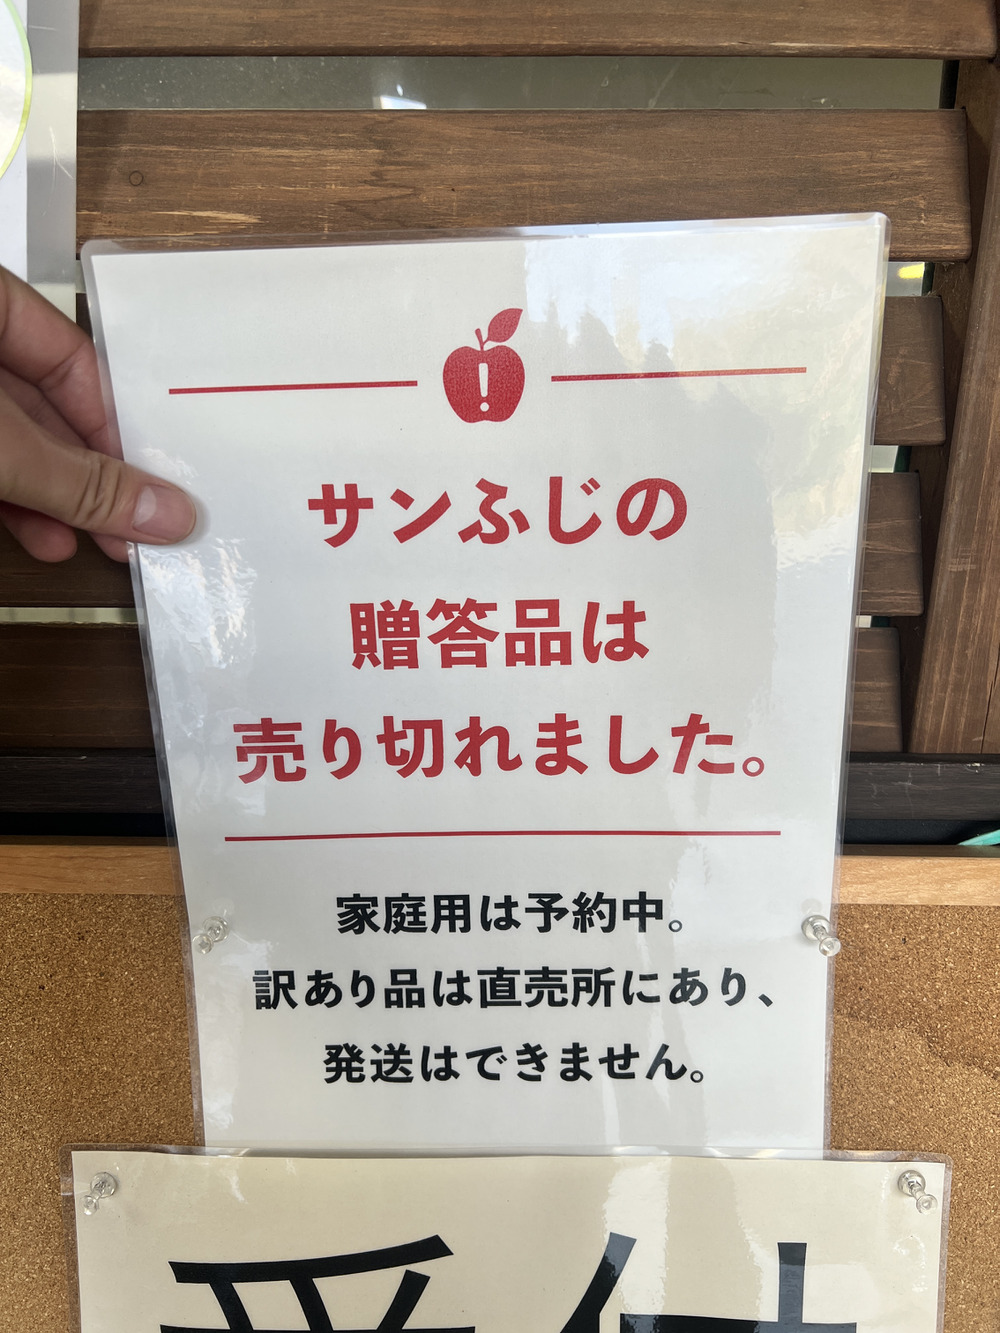 サンふじの
贈答品は
売り切れました。
家庭用は予約中。
訳あり品は直売所にあり、
発送はできません。
受付